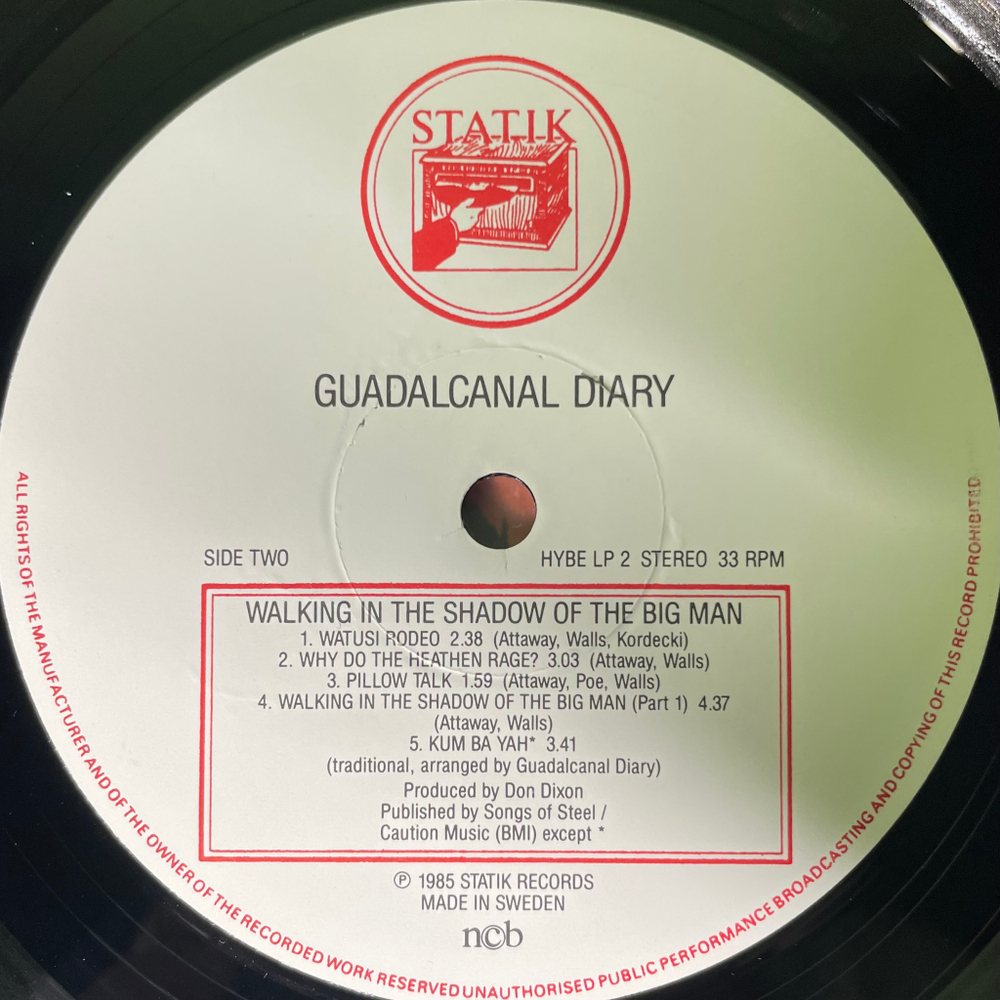 STATIK
GUADALCANAL DIARY
SIDE TWO
HYBE LP 2 STEREO 33 RPM
WALKING IN THE SHADOW OF THE BIG MAN
1. WATUSI RODEO 2.38 (Attaway, Walls, Kordecki)
2. WHY DO THE HEATHEN RAGE? 3.03 (Attaway, Walls)
3. PILLOW TALK 1.59 (Attaway, Poe, Walls)
4. WALKING IN THE SHADOW OF THE BIG MAN (Part 1) 4.37
(Attaway, Walls)
5. KUM BA YAH* 3.41
(traditional, arranged by Guadalcanal Diary)
Produced by Don Dixon
Published by Songs of Steel /
Caution Music (BMI) except *
℗ 1985 STATIK RECORDS
MADE IN SWEDEN
ncb
ALL RIGHTS OF THE MANUFACTURER AND OF THE OWNER OF THE RECORDED WORK RESERVED UNAUTHORISED PUBLIC PERFORMANCE BROADCASTING AND COPYING OF THIS RECORD PROHIBITED